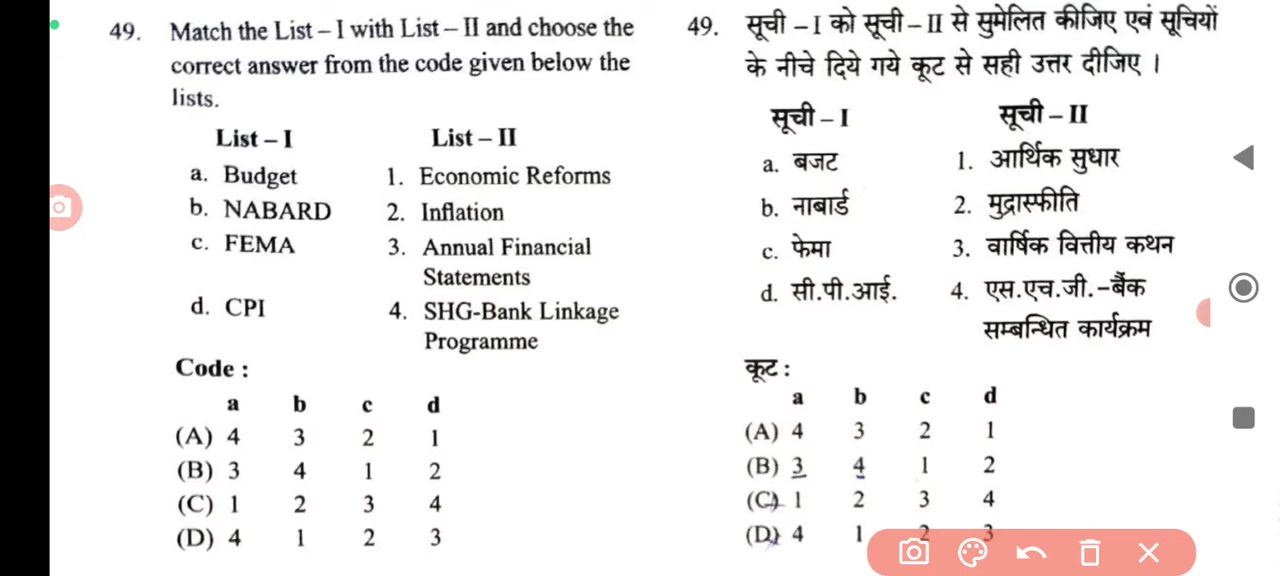 49. Match the List – I with List – II and choose the
correct answer from the code given below the
lists.
List – I List – II
a. Budget 1. Economic Reforms
b. NABARD 2. Inflation
c. FEMA 3. Annual Financial
Statements
d. CPI 4. SHG-Bank Linkage
Programme
Code :
a b c d
(A) 4 3 2 1
(B) 3 4 1 2
(C) 1 2 3 4
(D) 4 1 2 3
49. सूची – I को सूची – II से सुमेलित कीजिए एवं सूचियों
के नीचे दिये गये कूट से सही उत्तर दीजिए ।
सूची – I सूची – II
a. बजट 1. आर्थिक सुधार
b. नाबार्ड 2. मुद्रास्फीति
c. फेमा 3. वार्षिक वित्तीय कथन
d. सी.पी.आई. 4. एस.एच.जी.-बैंक
सम्बन्धित कार्यक्रम
कूट :
a b c d
(A) 4 3 2 1
(B) 3 4 1 2
(C) 1 2 3 4
(D) 4 1 2 3